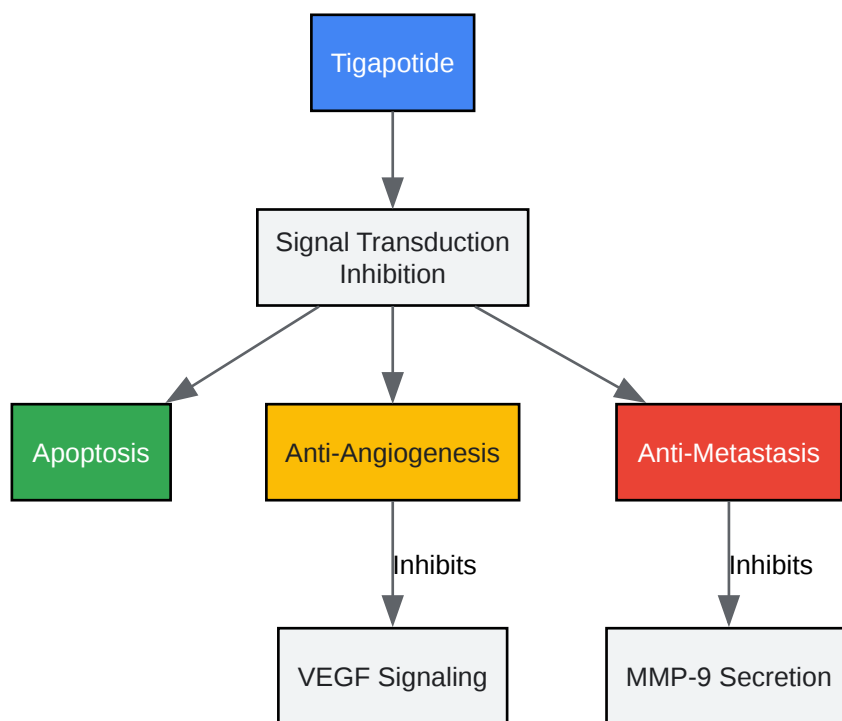 Tigapotide
Signal Transduction
Inhibition
Apoptosis
Anti-Angiogenesis
Anti-Metastasis
Inhibits
Inhibits
VEGF Signaling
MMP-9 Secretion